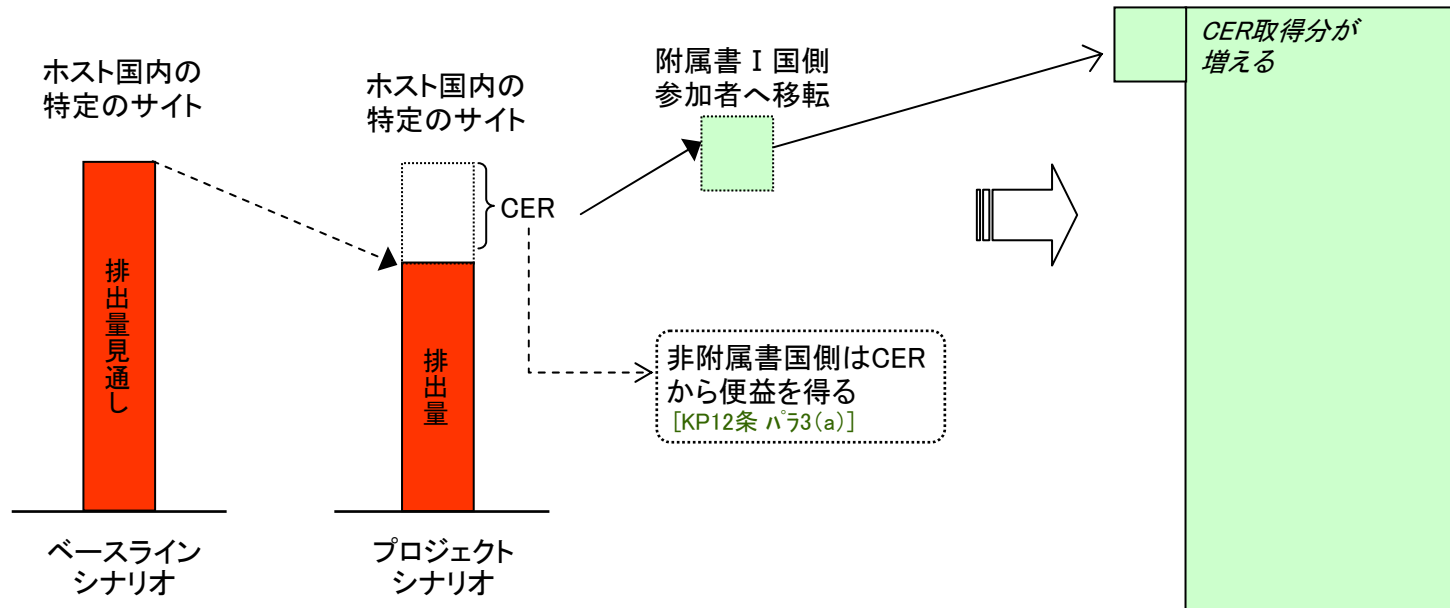 ホスト国内の
特定のサイト
排出量見通し
ベースライン
シナリオ
ホスト国内の
特定のサイト
CER
排出量
プロジェクト
シナリオ
附属書Ⅰ国側
参加者へ移転
非附属書国側はCER
から便益を得る
[KP12条 ﾊﾟﾗ3(a)]
CER取得分が
増える